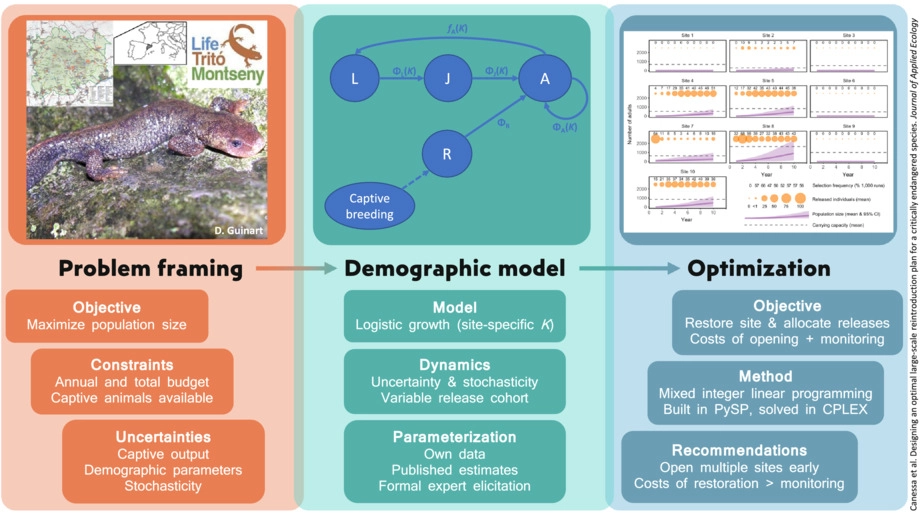 Life
Tritó
Montseny
D. Guinart
Problem framing
Objective
Maximize population size
Constraints
Annual and total budget
Captive animals available
Uncertainties
Captive output
Demographic parameters
Stochasticity
fA(K)
L
ΦL(K)
J
ΦJ(K)
A
ΦA(K)
ΦR
R
Captive
breeding
Demographic model
Model
Logistic growth (site-specific K)
Dynamics
Uncertainty & stochasticity
Variable release cohort
Parameterization
Own data
Published estimates
Formal expert elicitation
Site 1
Site 2
Site 3
Site 4
Site 5
Site 6
Site 7
Site 8
Site 9
Site 10
Number of adults
Year
Year
Year
Selection frequency (% 1,000 runs)
Released individuals (mean)
Population size (mean & 95% CI)
Carrying capacity (mean)
Optimization
Objective
Restore site & allocate releases
Costs of opening + monitoring
Method
Mixed integer linear programming
Built in PySP, solved in CPLEX
Recommendations
Open multiple sites early
Costs of restoration > monitoring
Canessa et al. Designing an optimal large-scale reintroduction plan for a critically endangered species. Journal of Applied Ecology